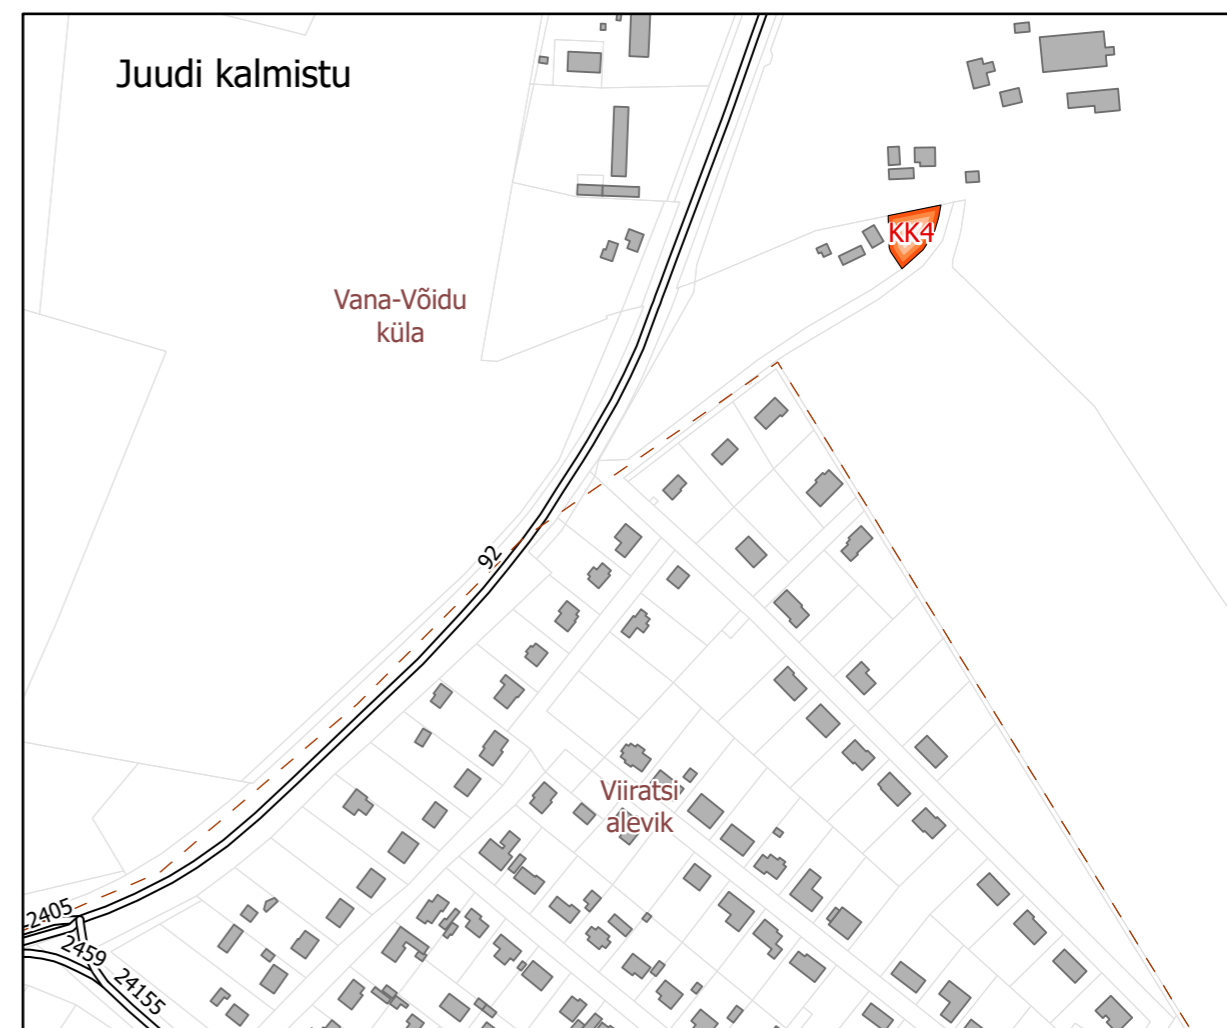 Juudi kalmistu
KK4
Vana-Võidu
küla
92
Viiratsi
alevik
2405
2459
24155